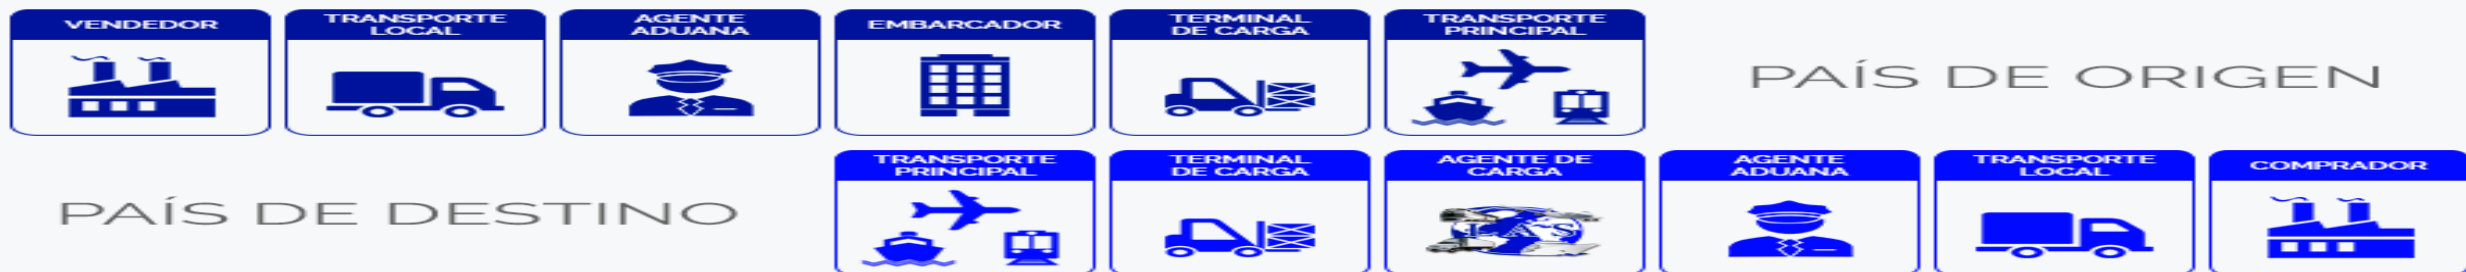 VENDEDOR
TRANSPORTE
LOCAL
AGENTE
ADUANA
EMBARCADOR
TERMINAL
DE CARGA
TRANSPORTE
PRINCIPAL
PAÍS DE ORIGEN
PAÍS DE DESTINO
TRANSPORTE
PRINCIPAL
TERMINAL
DE CARGA
AGENTE DE
CARGA
LAS
AGENTE
ADUANA
TRANSPORTE
LOCAL
COMPRADOR